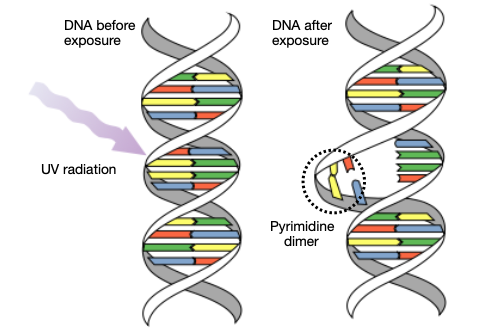 DNA before
exposure
DNA after
exposure
UV radiation
Pyrimidine
dimer